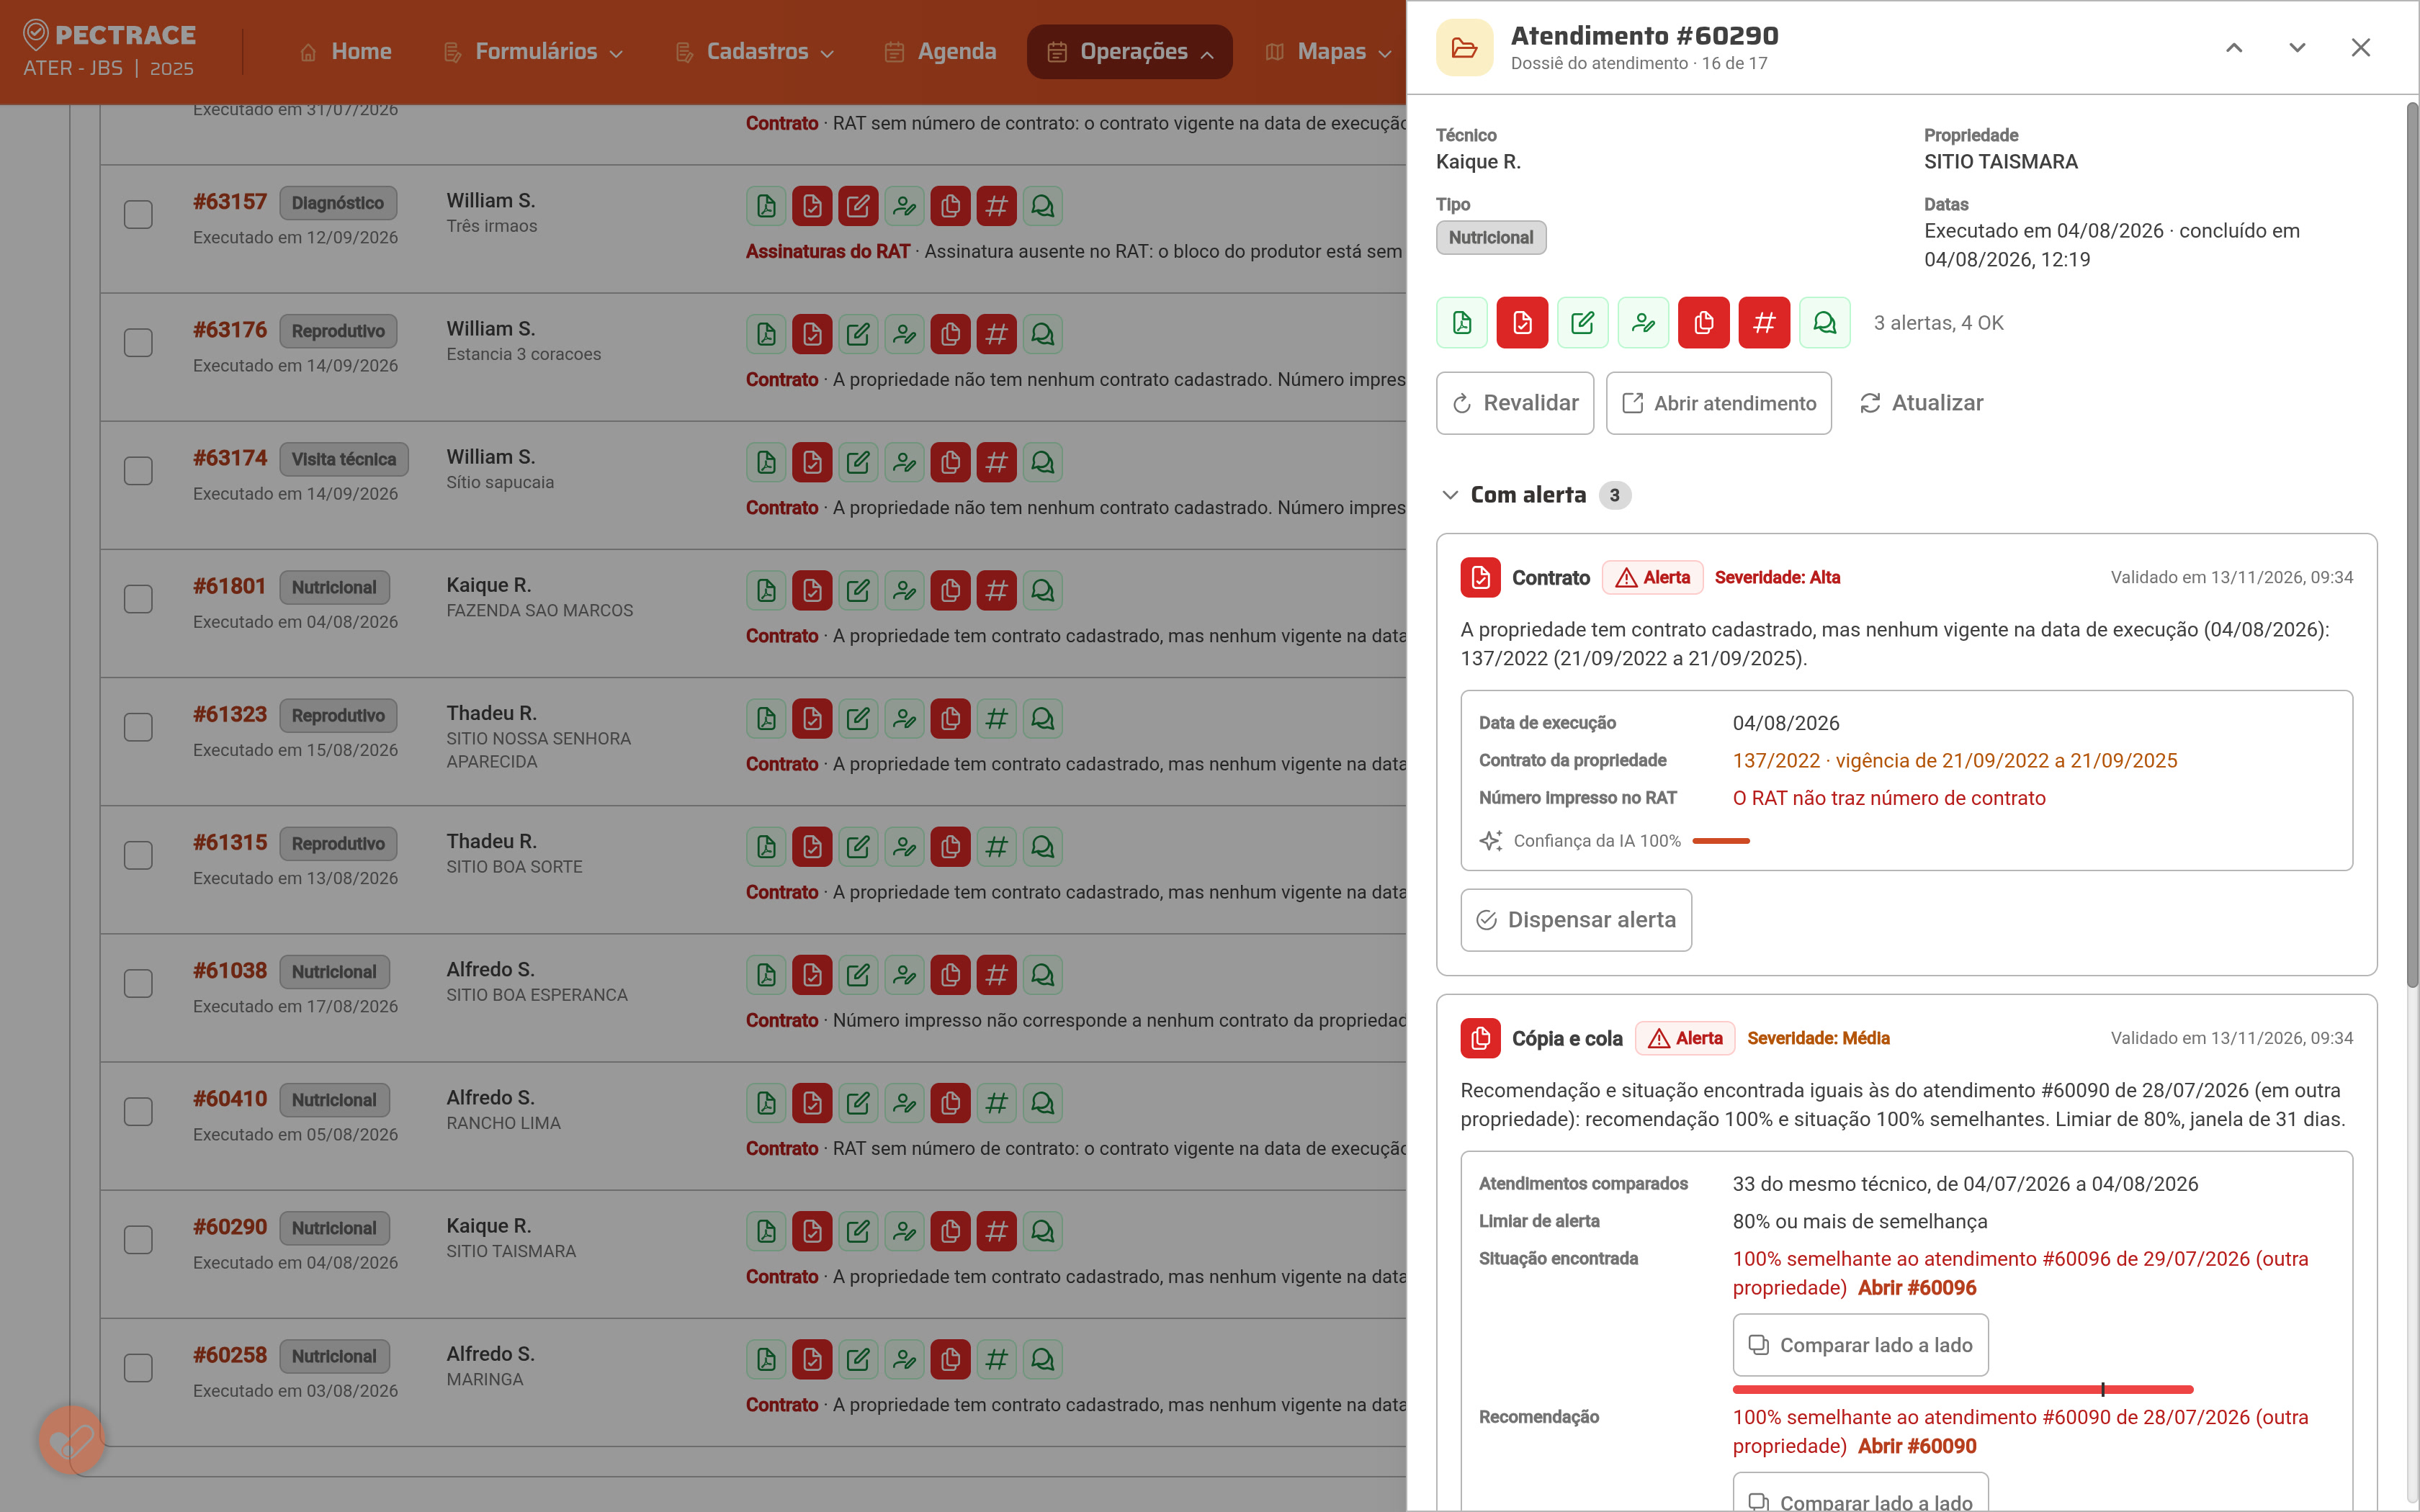 PECTRACE
ATER - JBS | 2025
Home
Formulários
Cadastros
Agenda
Operações
Mapas
Executado em 31/07/2026
Contrato · RAT sem número de contrato: o contrato vigente na data de execução
#63157 Diagnóstico
Executado em 12/09/2026
William S.
Três irmaos
Assinaturas do RAT · Assinatura ausente no RAT: o bloco do produtor está sem
#63176 Reprodutivo
Executado em 14/09/2026
William S.
Estancia 3 coracoes
Contrato · A propriedade não tem nenhum contrato cadastrado. Número impres
#63174 Visita técnica
Executado em 14/09/2026
William S.
Sítio sapucaia
Contrato · A propriedade não tem nenhum contrato cadastrado. Número impres
#61801 Nutricional
Executado em 04/08/2026
Kaique R.
FAZENDA SAO MARCOS
Contrato · A propriedade tem contrato cadastrado, mas nenhum vigente na data
#61323 Reprodutivo
Executado em 15/08/2026
Thadeu R.
SITIO NOSSA SENHORA
APARECIDA
Contrato · A propriedade tem contrato cadastrado, mas nenhum vigente na data
#61315 Reprodutivo
Executado em 13/08/2026
Thadeu R.
SITIO BOA SORTE
Contrato · A propriedade tem contrato cadastrado, mas nenhum vigente na data
#61038 Nutricional
Executado em 17/08/2026
Alfredo S.
SITIO BOA ESPERANCA
Contrato · Número impresso não corresponde a nenhum contrato da propriedad
#60410 Nutricional
Executado em 05/08/2026
Alfredo S.
RANCHO LIMA
Contrato · RAT sem número de contrato: o contrato vigente na data de execução
#60290 Nutricional
Executado em 04/08/2026
Kaique R.
SITIO TAISMARA
Contrato · A propriedade tem contrato cadastrado, mas nenhum vigente na data
#60258 Nutricional
Executado em 03/08/2026
Alfredo S.
MARINGA
Contrato · A propriedade tem contrato cadastrado, mas nenhum vigente na data
Atendimento #60290
Dossiê do atendimento · 16 de 17
Técnico
Kaique R.
Propriedade
SITIO TAISMARA
Tipo
Nutricional
Datas
Executado em 04/08/2026 · concluído em
04/08/2026, 12:19
3 alertas, 4 OK
Revalidar
Abrir atendimento
Atualizar
Com alerta 3
Contrato Alerta Severidade: Alta Validado em 13/11/2026, 09:34
A propriedade tem contrato cadastrado, mas nenhum vigente na data de execução (04/08/2026):
137/2022 (21/09/2022 a 21/09/2025).
Data de execução 04/08/2026
Contrato da propriedade 137/2022 · vigência de 21/09/2022 a 21/09/2025
Número impresso no RAT O RAT não traz número de contrato
Confiança da IA 100%
Dispensar alerta
Cópia e cola Alerta Severidade: Média Validado em 13/11/2026, 09:34
Recomendação e situação encontrada iguais às do atendimento #60090 de 28/07/2026 (em outra
propriedade): recomendação 100% e situação 100% semelhantes. Limiar de 80%, janela de 31 dias.
Atendimentos comparados 33 do mesmo técnico, de 04/07/2026 a 04/08/2026
Limiar de alerta 80% ou mais de semelhança
Situação encontrada 100% semelhante ao atendimento #60096 de 29/07/2026 (outra
propriedade) Abrir #60096
Comparar lado a lado
Recomendação 100% semelhante ao atendimento #60090 de 28/07/2026 (outra
propriedade) Abrir #60090
Comparar lado a lado